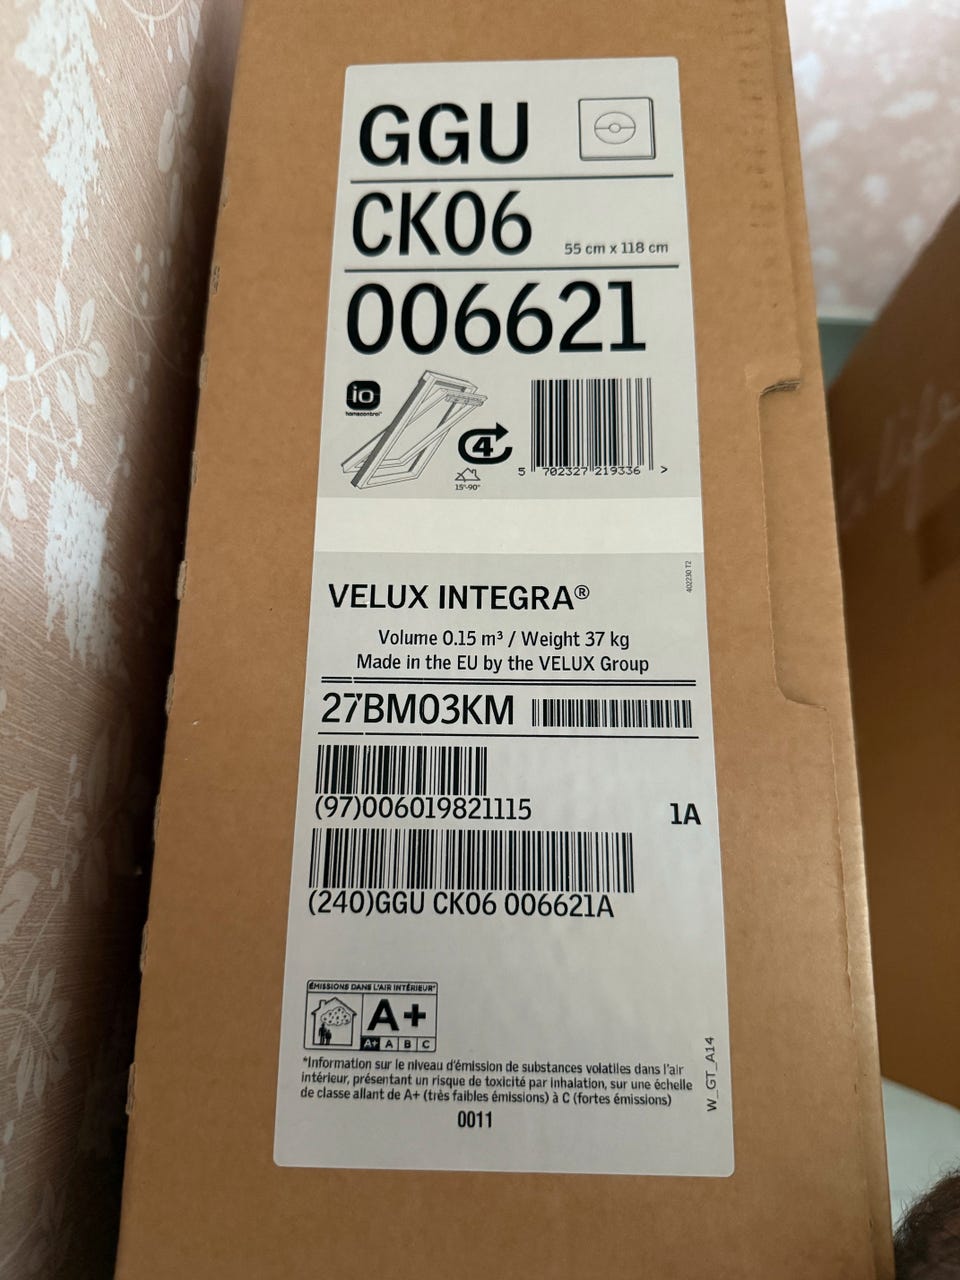 GGU
CK06 55 cm x 118 cm
006621
io
homecontrol®
4
15°-90°
5 702327 219336 >
402230 T2
VELUX INTEGRA®
Volume 0.15 m³ / Weight 37 kg
Made in the EU by the VELUX Group
27BM03KM
(97)006019821115 1A
(240)GGU CK06 006621A
ÉMISSIONS DANS L'AIR INTÉRIEUR*
A+
A+ A B C
*Information sur le niveau d'émission de substances volatiles dans l'air
intérieur, présentant un risque de toxicité par inhalation, sur une échelle
de classe allant de A+ (très faibles émissions) à C (fortes émissions)
0011
W_GT_A14